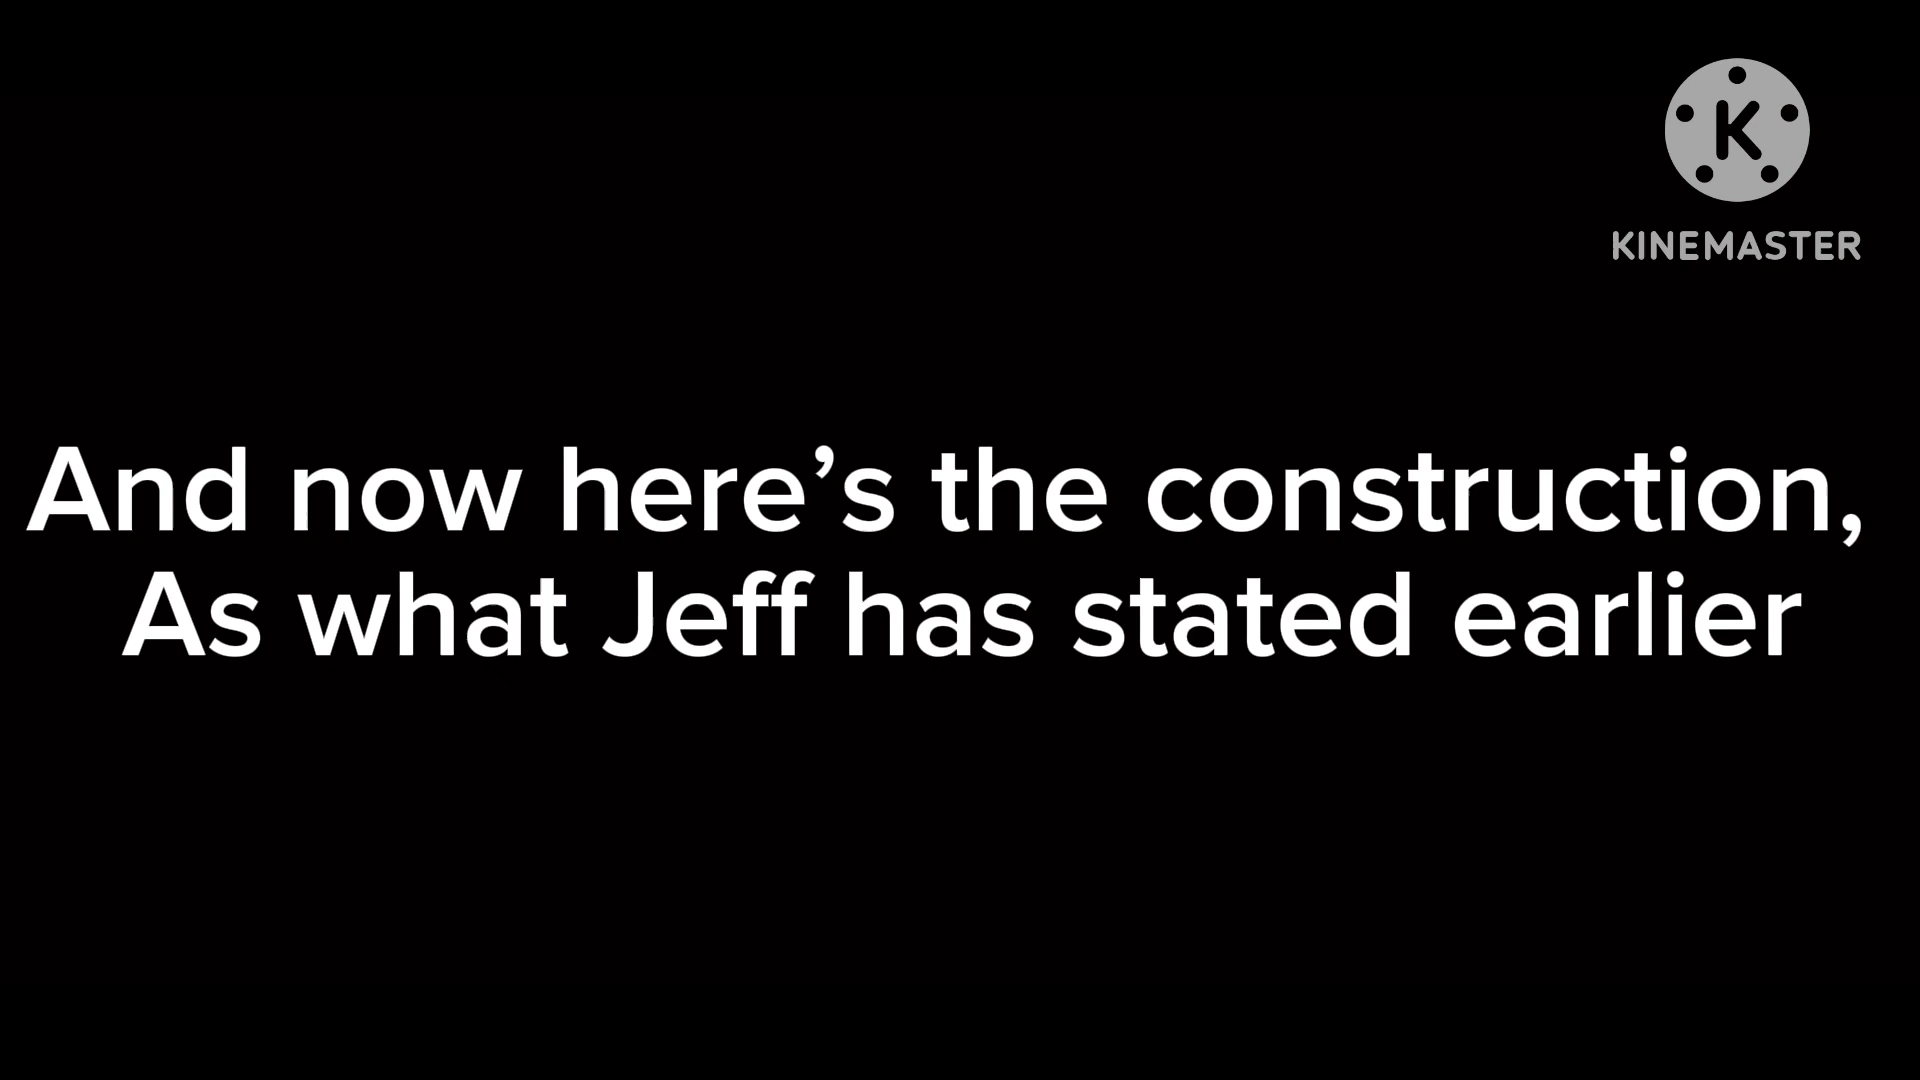 K
KINEMASTER
And now here’s the construction,
As what Jeff has stated earlier